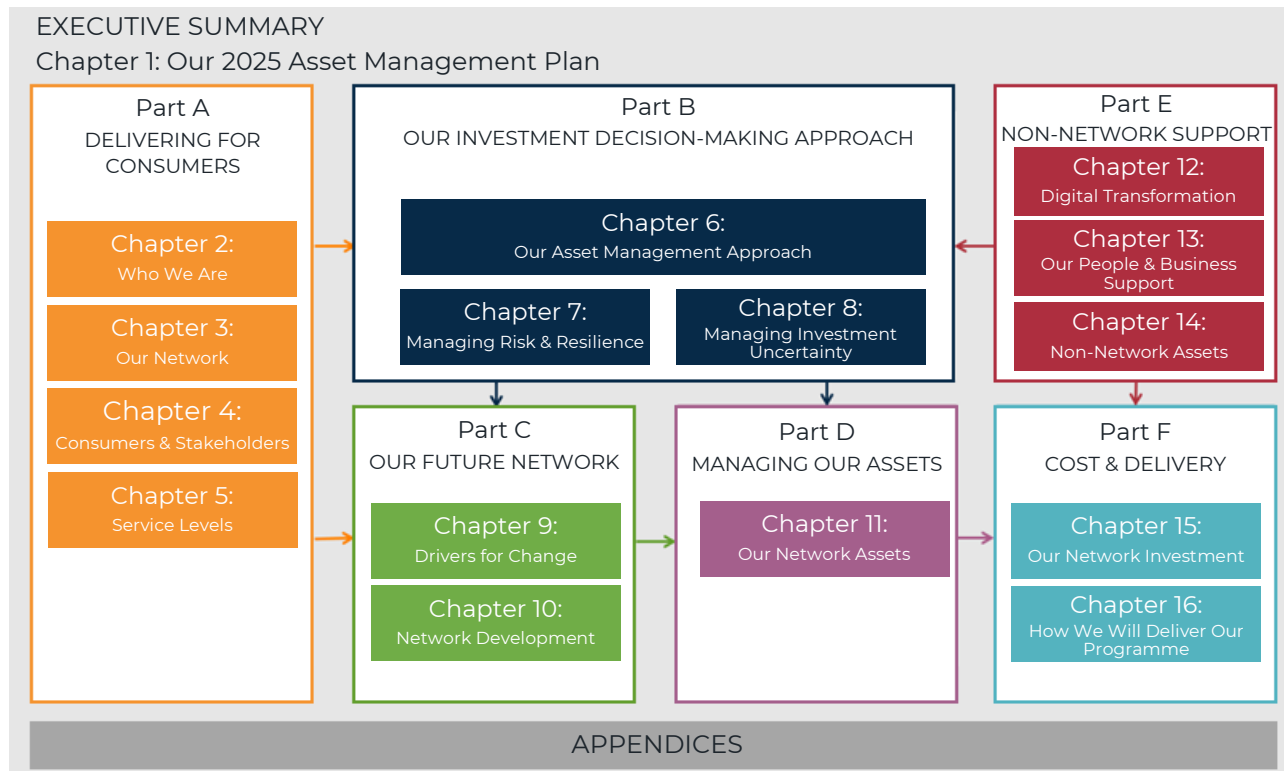 EXECUTIVE SUMMARY
Chapter 1: Our 2025 Asset Management Plan
Part A
DELIVERING FOR
CONSUMERS
Chapter 2:
Who We Are
Chapter 3:
Our Network
Chapter 4:
Consumers & Stakeholders
Chapter 5:
Service Levels
Part B
OUR INVESTMENT DECISION-MAKING APPROACH
Chapter 6:
Our Asset Management Approach
Chapter 7:
Managing Risk & Resilience
Chapter 8:
Managing Investment
Uncertainty
Part E
NON-NETWORK SUPPORT
Chapter 12:
Digital Transformation
Chapter 13:
Our People & Business
Support
Chapter 14:
Non-Network Assets
Part C
OUR FUTURE NETWORK
Chapter 9:
Drivers for Change
Chapter 10:
Network Development
Part D
MANAGING OUR ASSETS
Chapter 11:
Our Network Assets
Part F
COST & DELIVERY
Chapter 15:
Our Network Investment
Chapter 16:
How We Will Deliver Our
Programme
APPENDICES